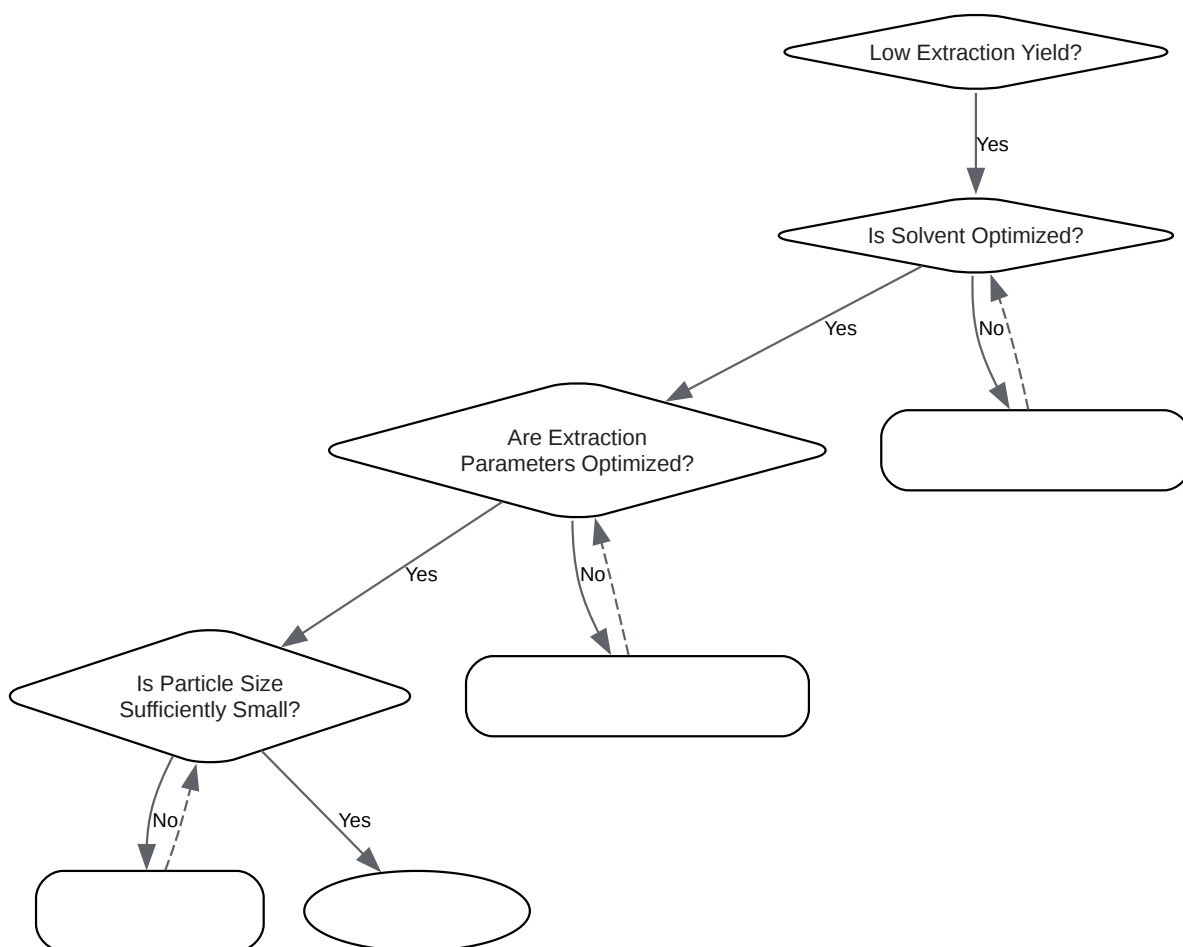 Low Extraction Yield?
Yes
Is Solvent Optimized?
Yes
No
Are Extraction
Parameters Optimized?
Yes
No
Is Particle Size
Sufficiently Small?
No
Yes